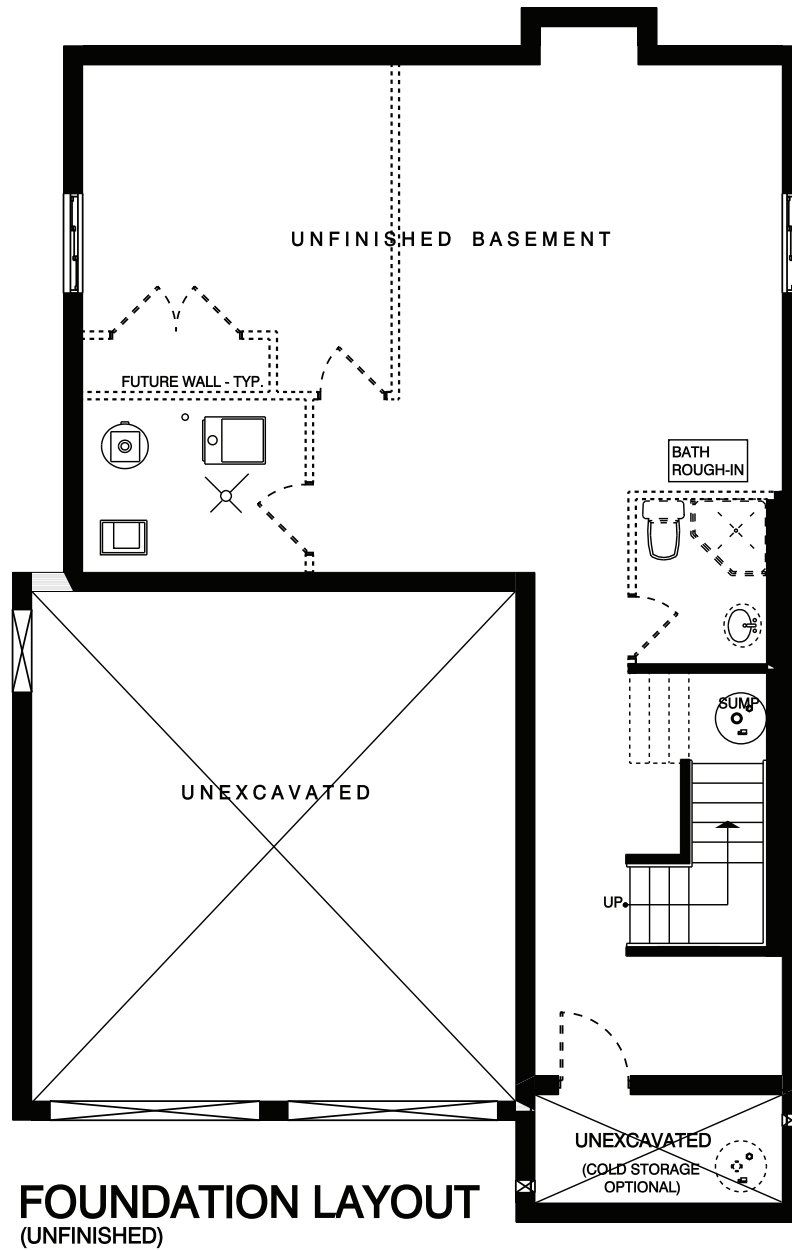 UNFINISHED BASEMENT
FUTURE WALL - TYP.
BATH
ROUGH-IN
SUMP
UNEXCAVATED
UP
UNEXCAVATED
(COLD STORAGE
OPTIONAL)
FOUNDATION LAYOUT
(UNFINISHED)